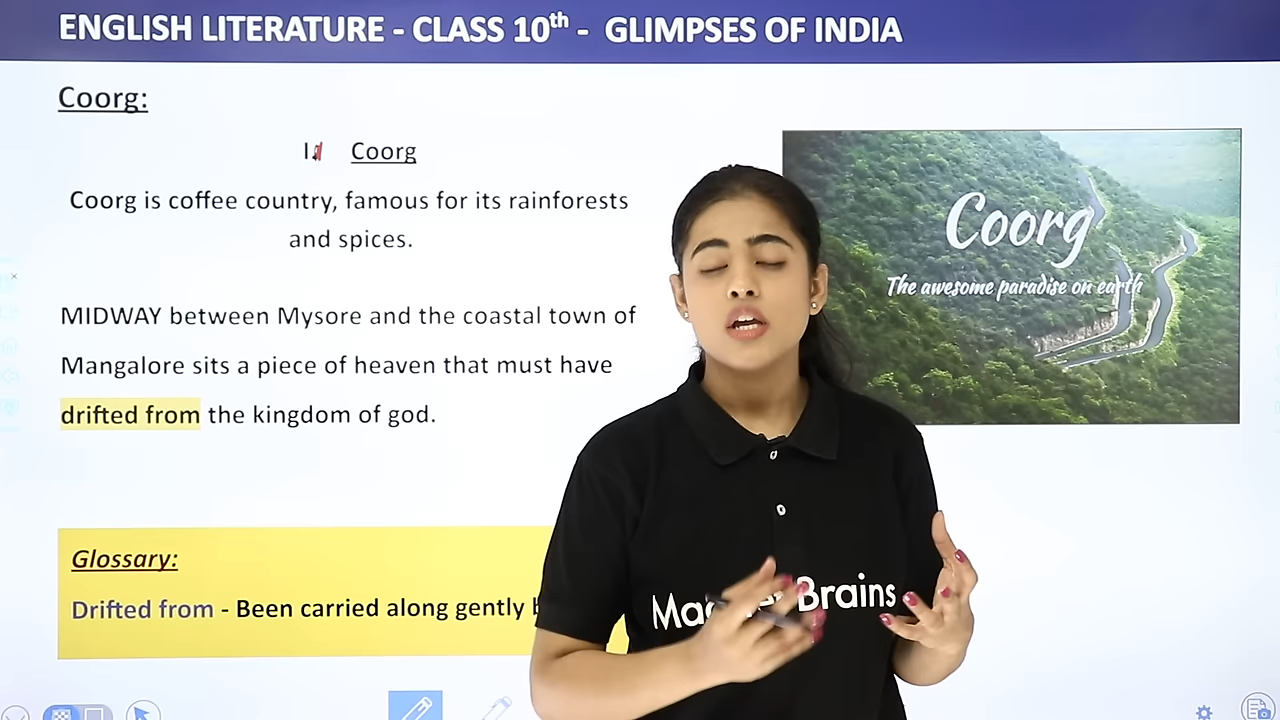 ENGLISH LITERATURE - CLASS 10th - GLIMPSES OF INDIA
Coorg:
Coorg
Coorg is coffee country, famous for its rainforests
and spices.
MIDWAY between Mysore and the coastal town of
Mangalore sits a piece of heaven that must have
drifted from the kingdom of god.
Coorg
The awesome paradise on earth
Glossary:
Drifted from - Been carried along gently
Brains